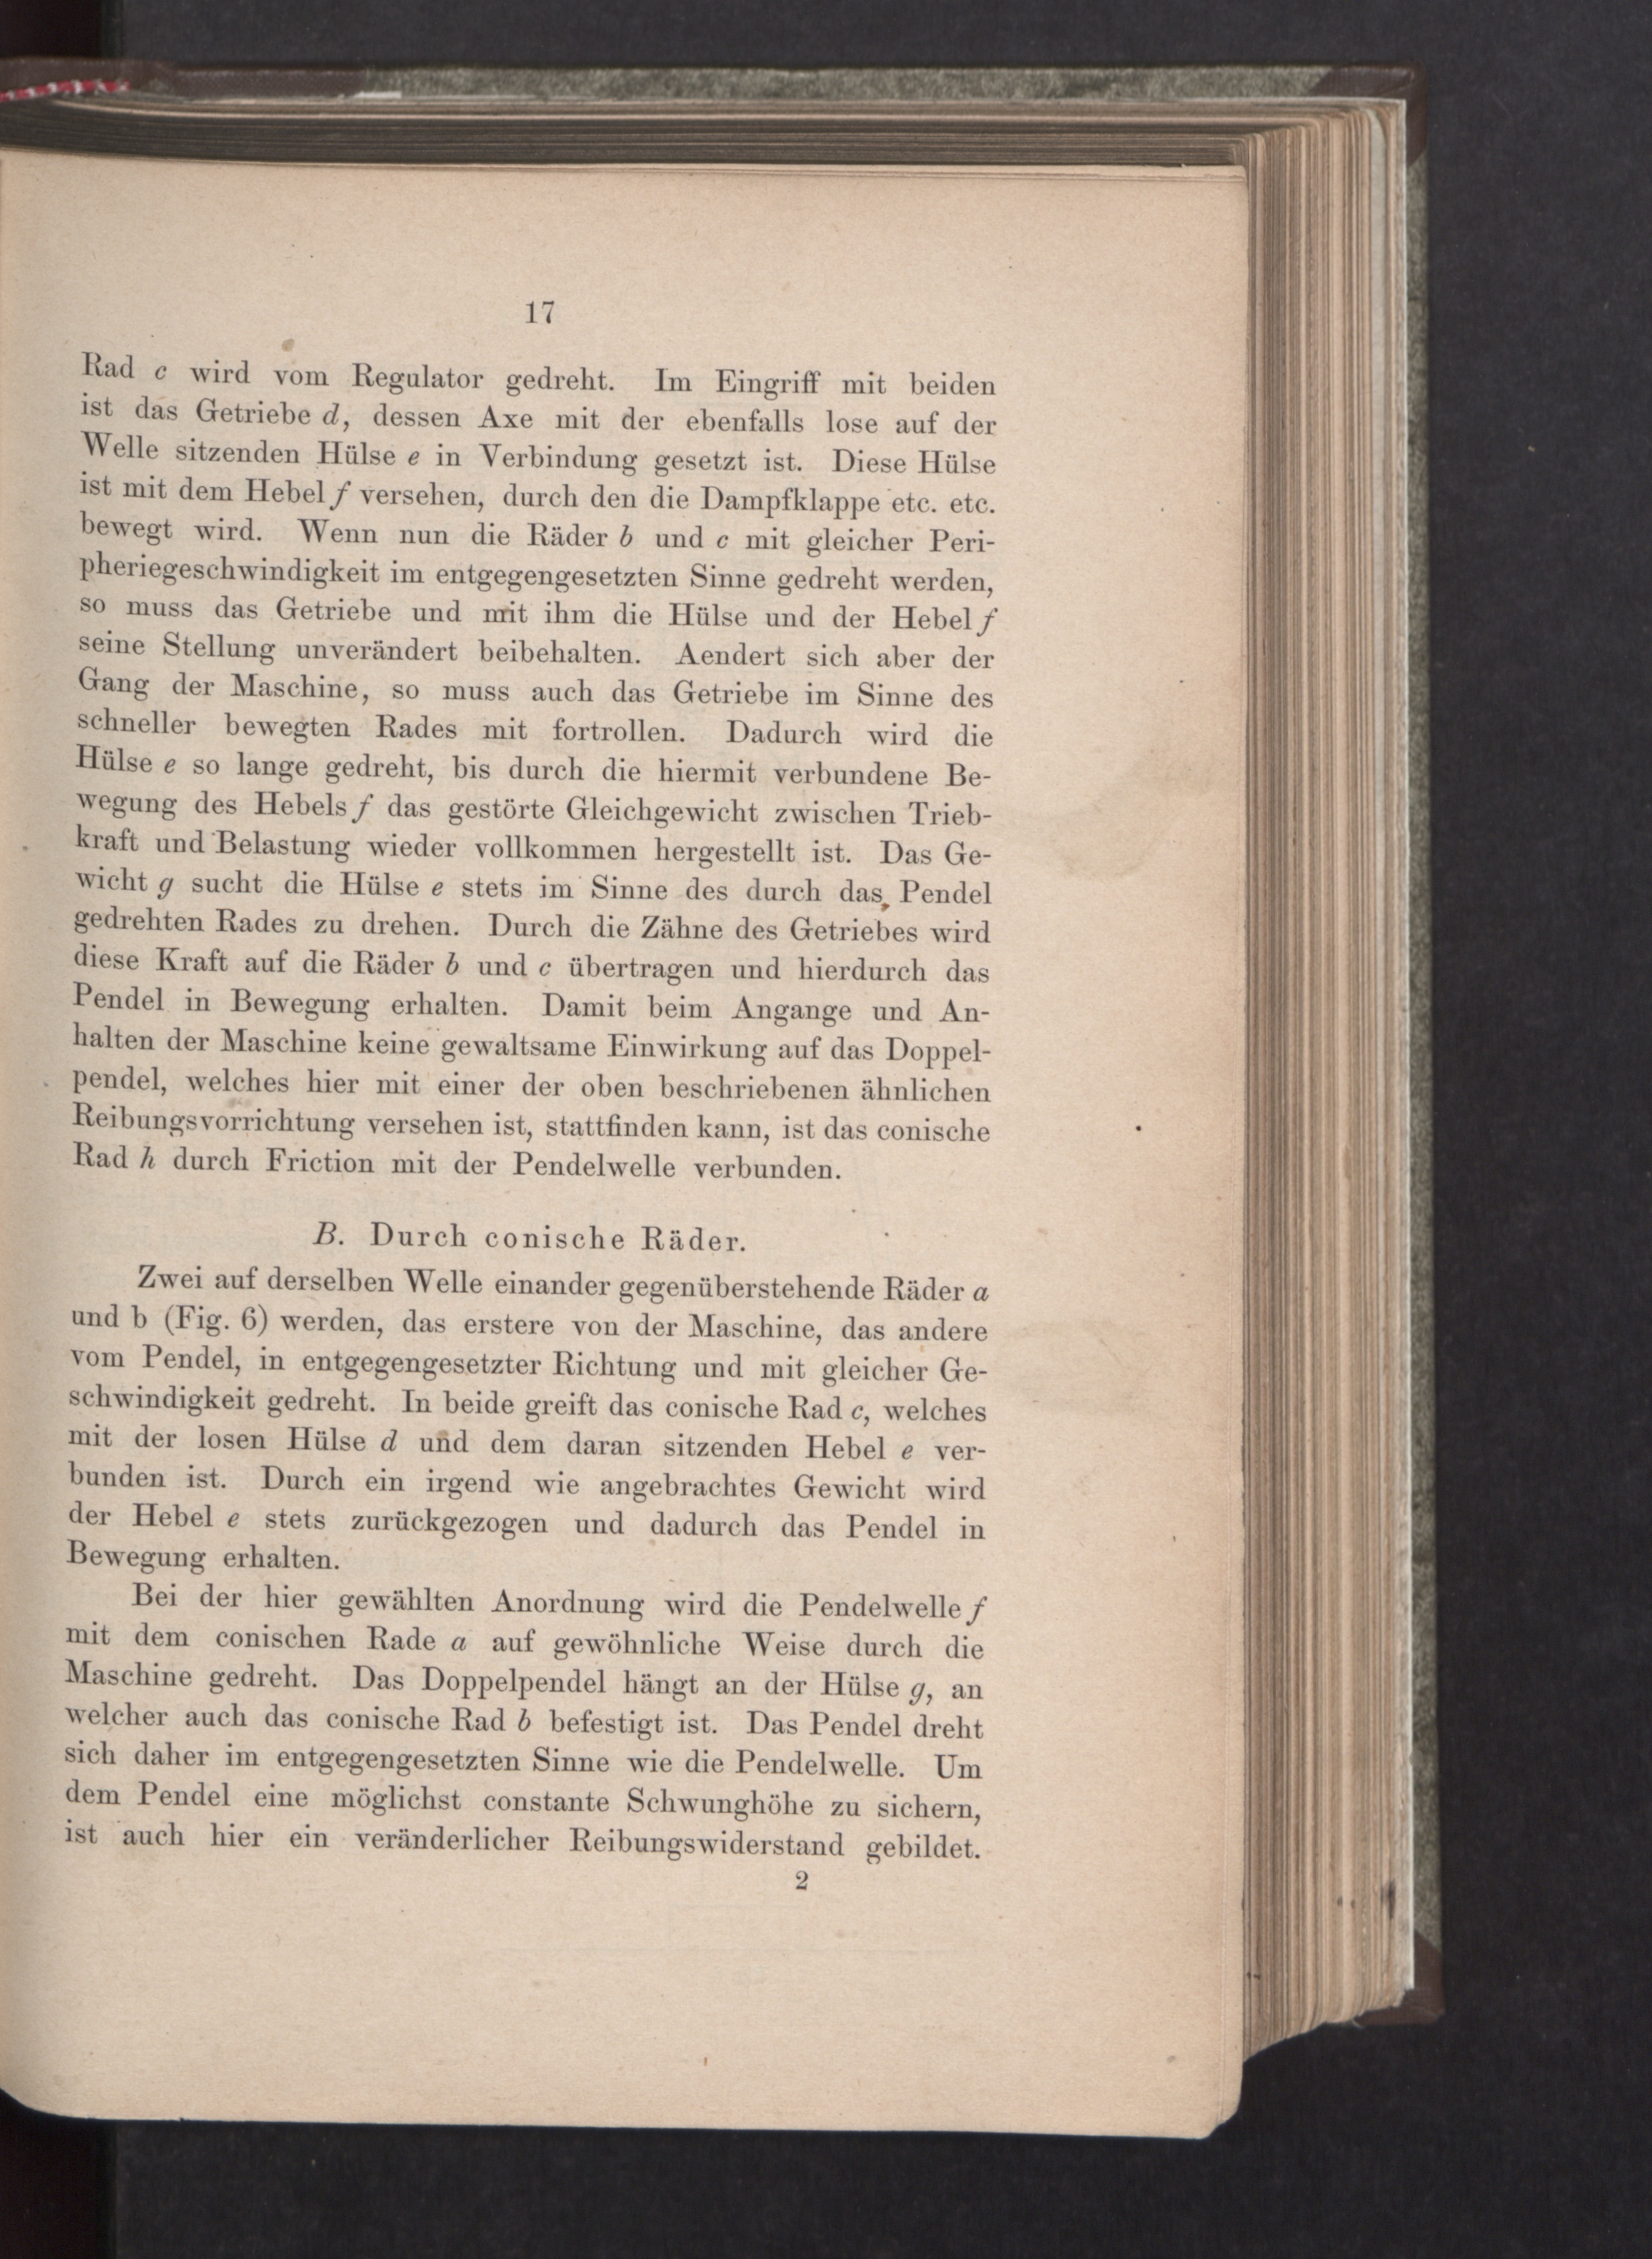 17
Rad c wird vom Regulator gedreht. Im Eingriff mit beiden
ist das Getriebe d, dessen Axe mit der ebenfalls lose auf der
Welle sitzenden Hülse e in Verbindung gesetzt ist. Diese Hülse
ist mit dem Hebel f versehen, durch den die Dampfklappe etc. etc.
bewegt wird. Wenn nun die Räder b und c mit gleicher Peri-
pheriegeschwindigkeit im entgegengesetzten Sinne gedreht werden,
so muss das Getriebe und mit ihm die Hülse und der Hebel f
seine Stellung unverändert beibehalten. Aendert sich aber der
Gang der Maschine, so muss auch das Getriebe im Sinne des
schneller bewegten Rades mit fortrollen. Dadurch wird die
Hülse e so lange gedreht, bis durch die hiermit verbundene Be-
wegung des Hebels f das gestörte Gleichgewicht zwischen Trieb-
kraft und Belastung wieder vollkommen hergestellt ist. Das Ge-
wicht g sucht die Hülse e stets im Sinne des durch das Pendel
gedrehten Rades zu drehen. Durch die Zähne des Getriebes wird
diese Kraft auf die Räder b und c übertragen und hierdurch das
Pendel in Bewegung erhalten. Damit beim Angange und An-
halten der Maschine keine gewaltsame Einwirkung auf das Doppel-
pendel, welches hier mit einer der oben beschriebenen ähnlichen
Reibungsvorrichtung versehen ist, stattfinden kann, ist das conische
Rad h durch Friction mit der Pendelwelle verbunden.
B. Durch conische Räder.
Zwei auf derselben Welle einander gegenüberstehende Räder a
und b (Fig. 6) werden, das erstere von der Maschine, das andere
vom Pendel, in entgegengesetzter Richtung und mit gleicher Ge-
schwindigkeit gedreht. In beide greift das conische Rad c, welches
mit der losen Hülse d und dem daran sitzenden Hebel e ver-
bunden ist. Durch ein irgend wie angebrachtes Gewicht wird
der Hebel e stets zurückgezogen und dadurch das Pendel in
Bewegung erhalten.
Bei der hier gewählten Anordnung wird die Pendelwelle f
mit dem conischen Rade a auf gewöhnliche Weise durch die
Maschine gedreht. Das Doppelpendel hängt an der Hülse g, an
welcher auch das conische Rad b befestigt ist. Das Pendel dreht
sich daher im entgegengesetzten Sinne wie die Pendelwelle. Um
dem Pendel eine möglichst constante Schwunghöhe zu sichern,
ist auch hier ein veränderlicher Reibungswiderstand gebildet.
2